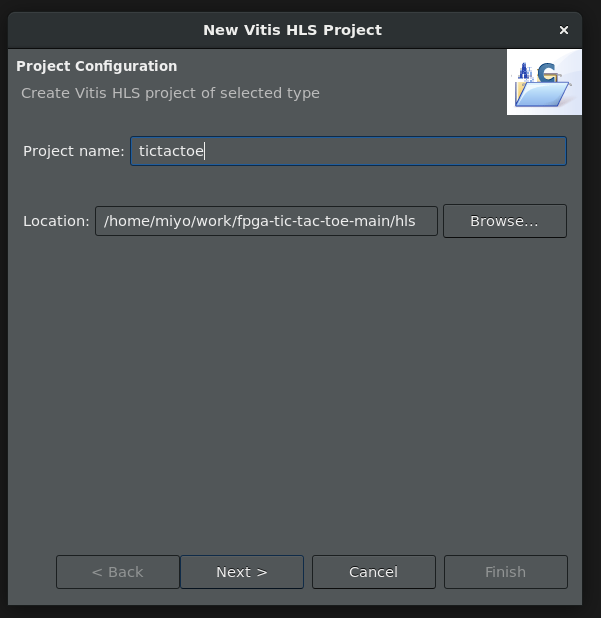 New Vitis HLS Project
Project Configuration
Create Vitis HLS project of selected type
Project name: tictactoe
Location: /home/miyo/work/fpga-tic-tac-toe-main/hls Browse...
< Back Next > Cancel Finish